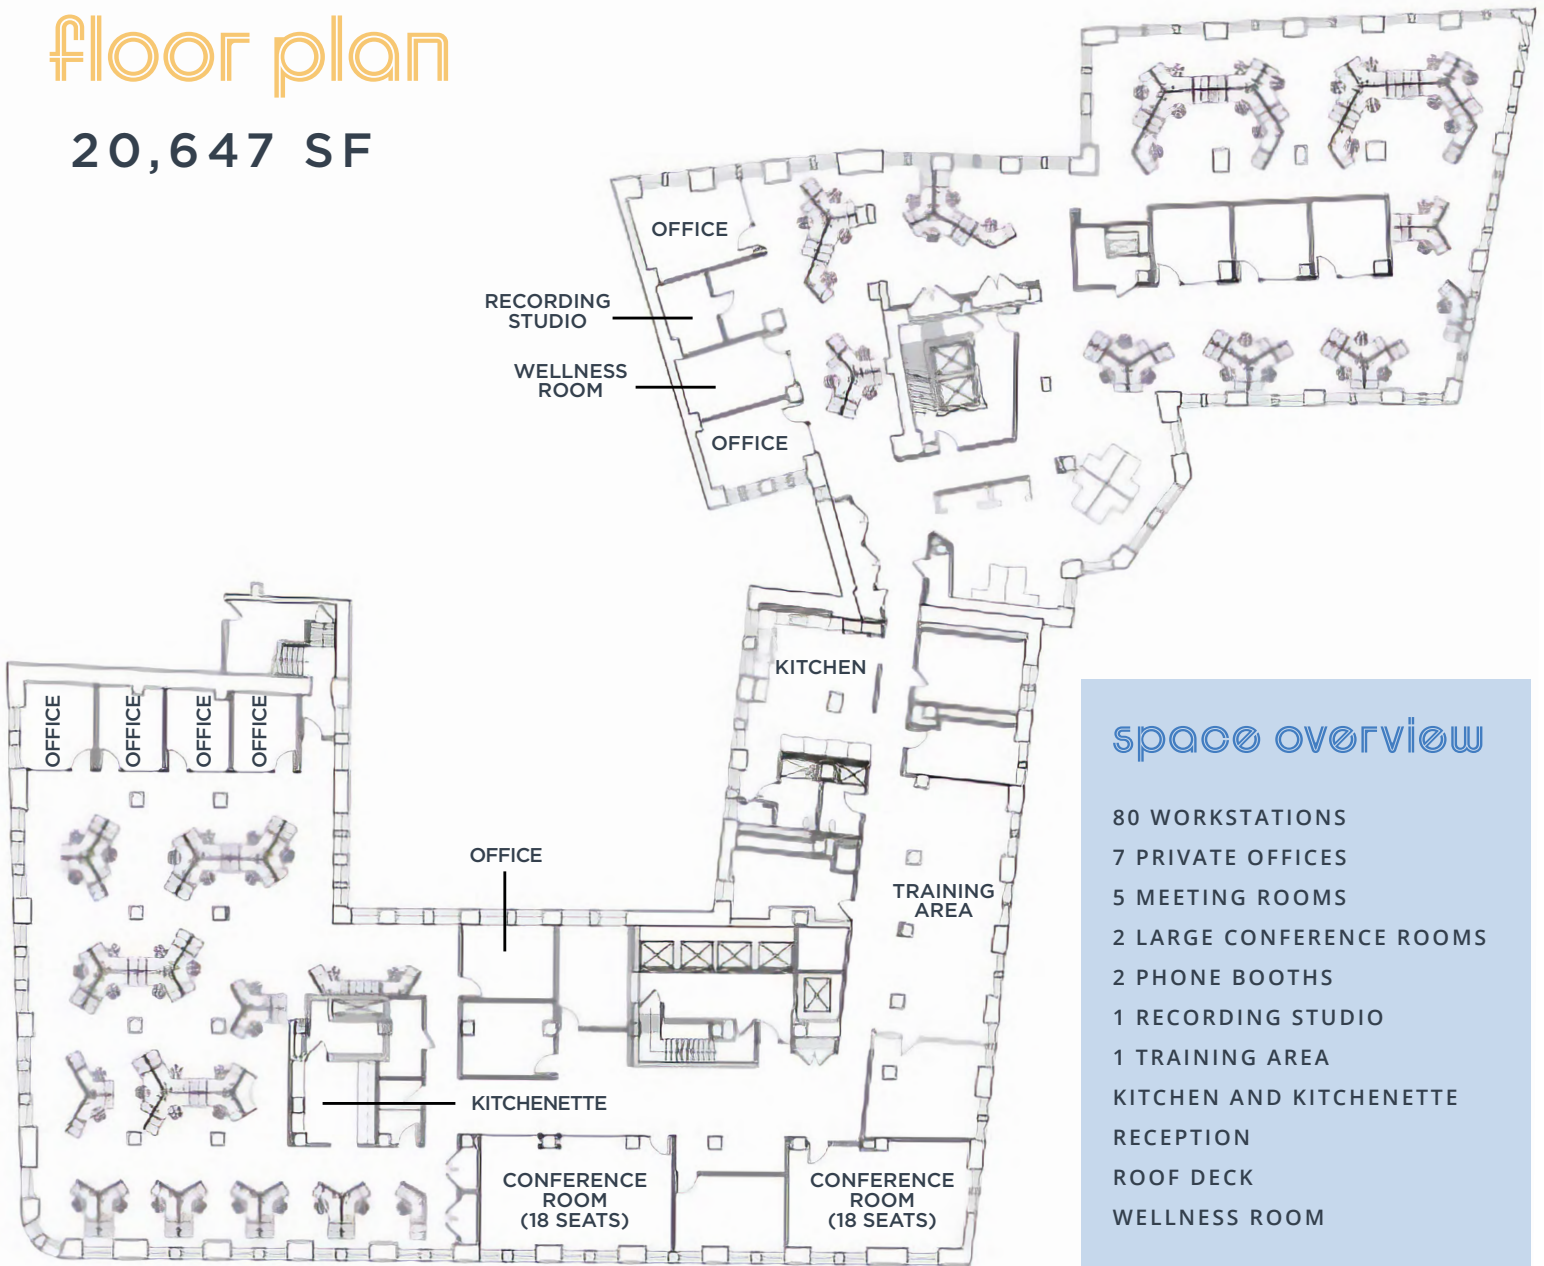 floor plan
20,647 SF
OFFICE
RECORDING
STUDIO
WELLNESS
ROOM
OFFICE
KITCHEN
OFFICE
OFFICE
OFFICE
OFFICE
OFFICE
TRAINING
AREA
KITCHENETTE
CONFERENCE
ROOM
(18 SEATS)
CONFERENCE
ROOM
(18 SEATS)
space overview
80 WORKSTATIONS
7 PRIVATE OFFICES
5 MEETING ROOMS
2 LARGE CONFERENCE ROOMS
2 PHONE BOOTHS
1 RECORDING STUDIO
1 TRAINING AREA
KITCHEN AND KITCHENETTE
RECEPTION
ROOF DECK
WELLNESS ROOM